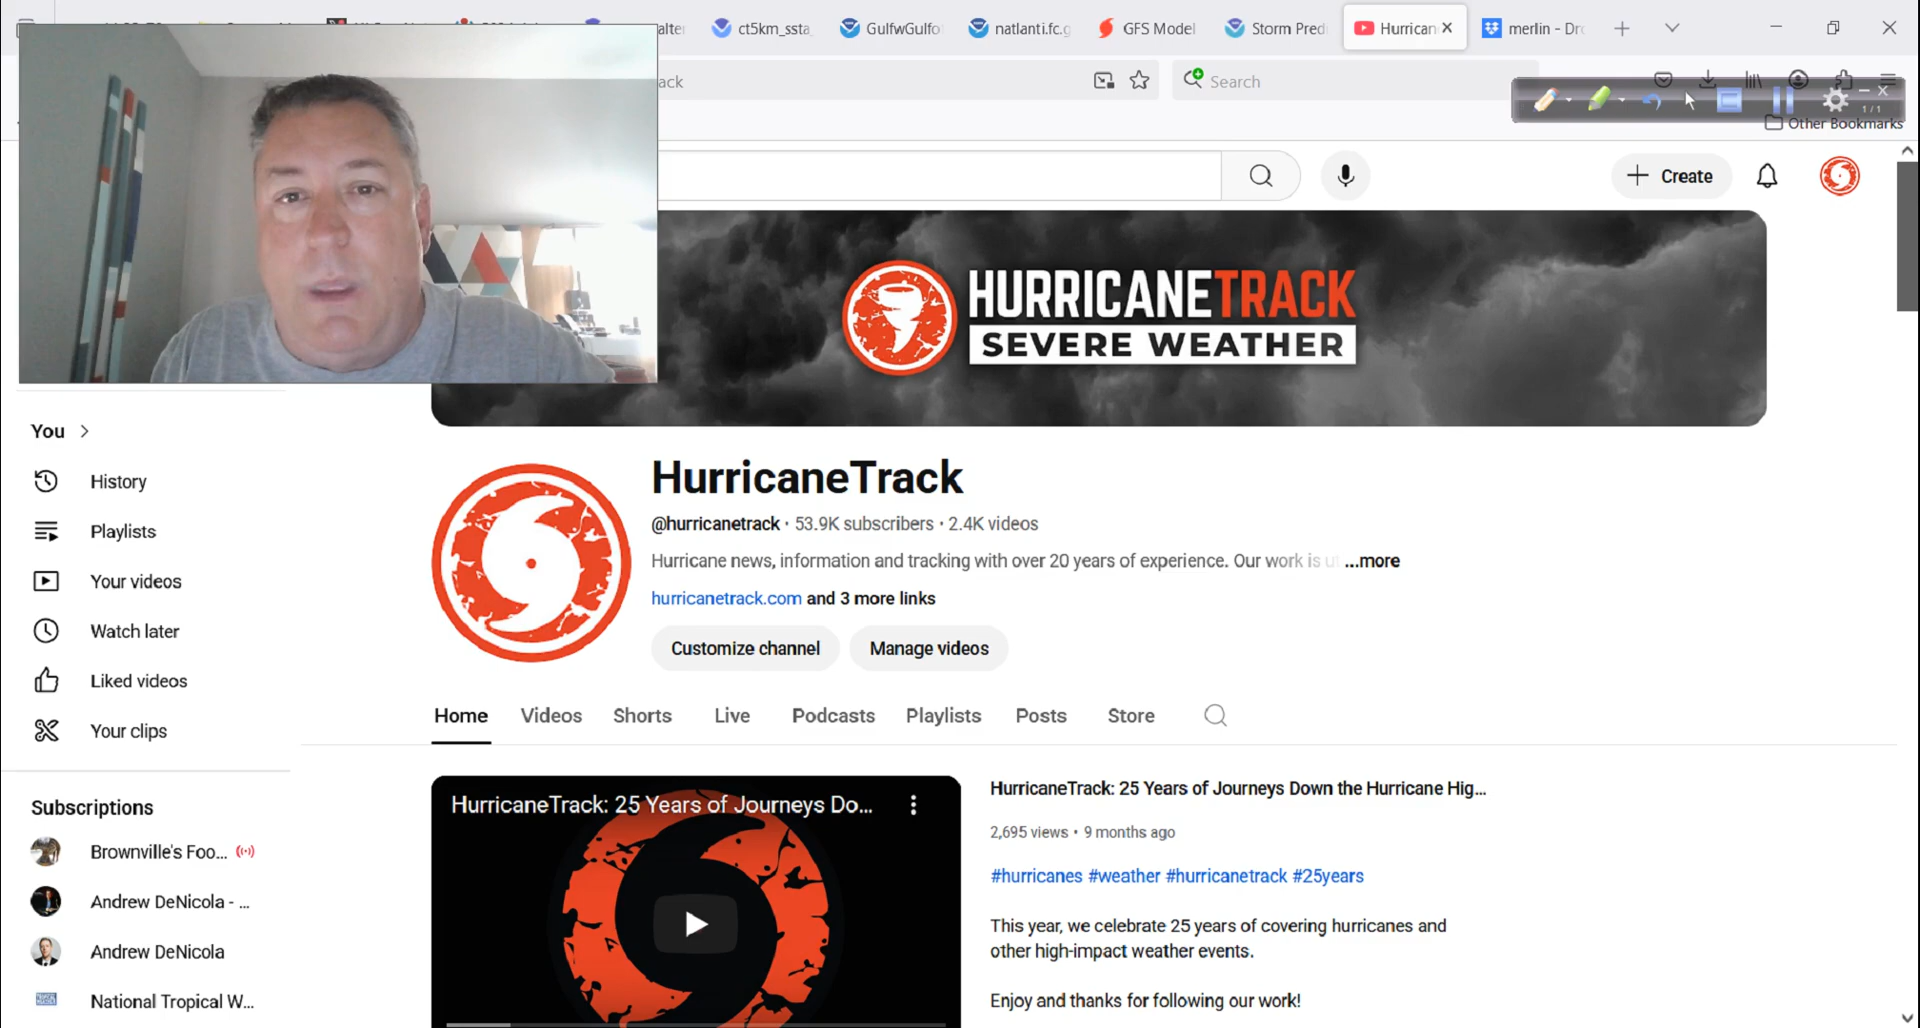 ct5km_ssta
GulfwGulfo
natlanti.fc.g
GFS Model
Storm Pred
Hurrican
merlin - Dro
ack
Search
1 / 1
Other Bookmarks
Create
HURRICANETRACK
SEVERE WEATHER
You
HurricaneTrack
@hurricanetrack • 53.9K subscribers • 2.4K videos
Hurricane news, information and tracking with over 20 years of experience. Our work is ...more
hurricanetrack.com and 3 more links
Customize channel
Manage videos
History
Playlists
Your videos
Watch later
Liked videos
Your clips
Home
Videos
Shorts
Live
Podcasts
Playlists
Posts
Store
Subscriptions
Brownville's Foo...
Andrew DeNicola - ...
Andrew DeNicola
National Tropical W...
HurricaneTrack: 25 Years of Journeys Do...
HurricaneTrack: 25 Years of Journeys Down the Hurricane Hig...
2,695 views • 9 months ago
#hurricanes #weather #hurricanetrack #25years
This year, we celebrate 25 years of covering hurricanes and
other high-impact weather events.
Enjoy and thanks for following our work!